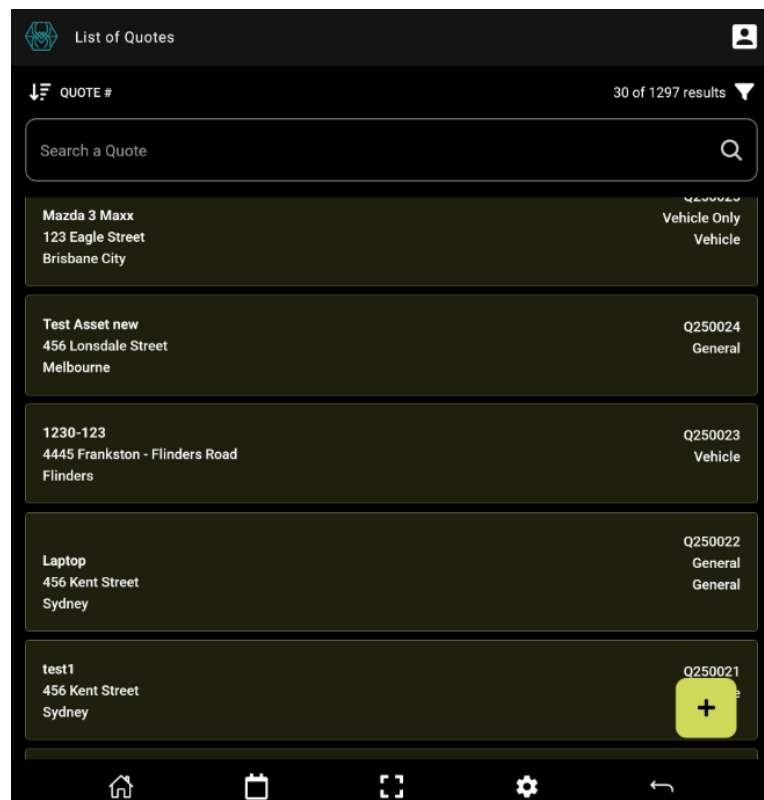 List of Quotes
QUOTE #
30 of 1297 results
Search a Quote
Mazda 3 Maxx
123 Eagle Street
Brisbane City
Vehicle Only
Vehicle
Test Asset new
456 Lonsdale Street
Melbourne
Q250024
General
1230-123
4445 Frankston - Flinders Road
Flinders
Q250023
Vehicle
Laptop
456 Kent Street
Sydney
Q250022
General
General
test1
456 Kent Street
Sydney
Q250021